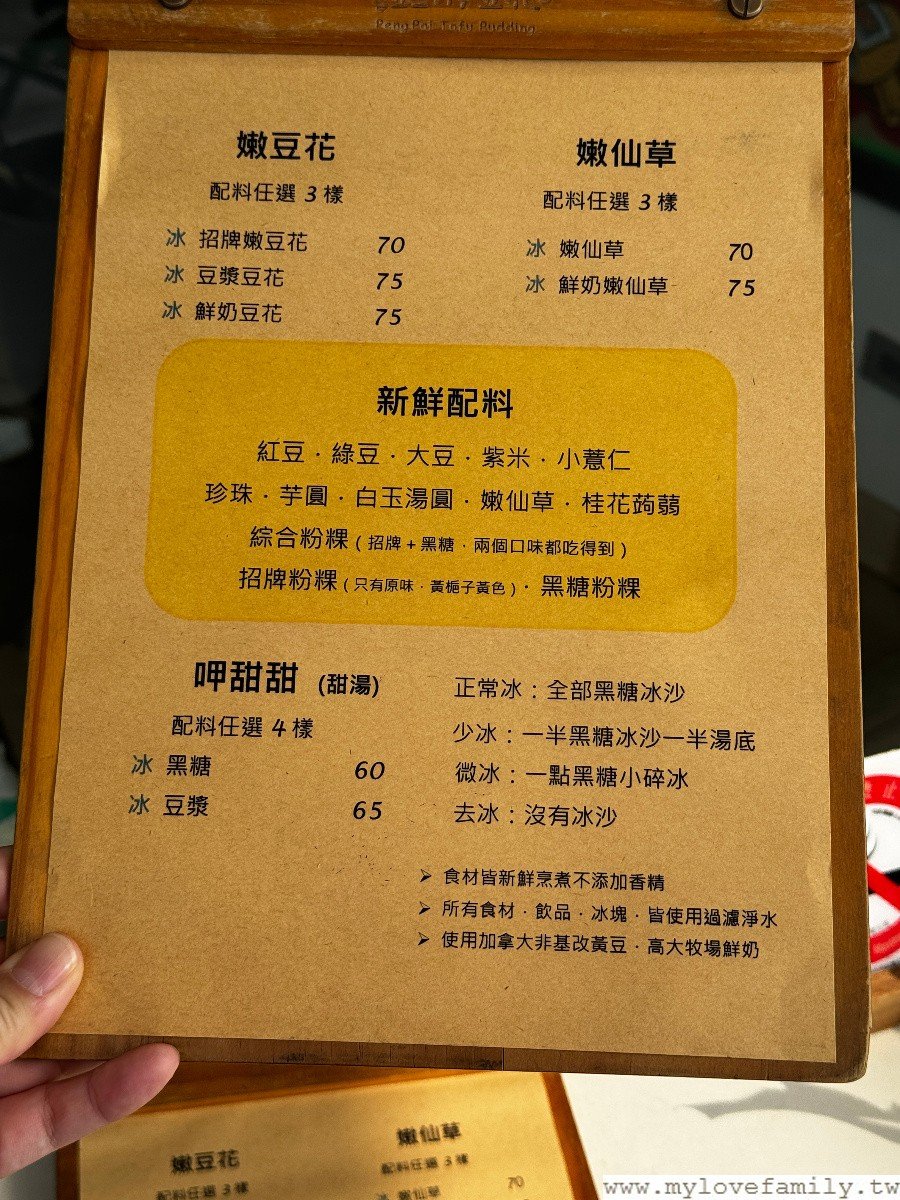 Peng Pai Tofu Pudding
嫩豆花
配料任選 3 樣
冰 招牌嫩豆花 70
冰 豆漿豆花 75
冰 鮮奶豆花 75
嫩仙草
配料任選 3 樣
冰 嫩仙草 70
冰 鮮奶嫩仙草 75
新鮮配料
紅豆．綠豆．大豆．紫米．小薏仁
珍珠．芋圓．白玉湯圓．嫩仙草．桂花蒟蒻
綜合粉粿 ( 招牌 + 黑糖．兩個口味都吃得到 )
招牌粉粿 ( 只有原味．黃梔子黃色 )．黑糖粉粿
呷甜甜 (甜湯)
配料任選 4 樣
冰 黑糖 60
冰 豆漿 65
正常冰：全部黑糖冰沙
少冰：一半黑糖冰沙一半湯底
微冰：一點黑糖小碎冰
去冰：沒有冰沙
➢ 食材皆新鮮烹煮不添加香精
➢ 所有食材．飲品．冰塊．皆使用過濾淨水
➢ 使用加拿大非基改黃豆．高大牧場鮮奶
嫩豆花
配料任選 3 樣
嫩仙草
配料任選 3 樣
冰 嫩仙草 70
www.mylovefamily.tw